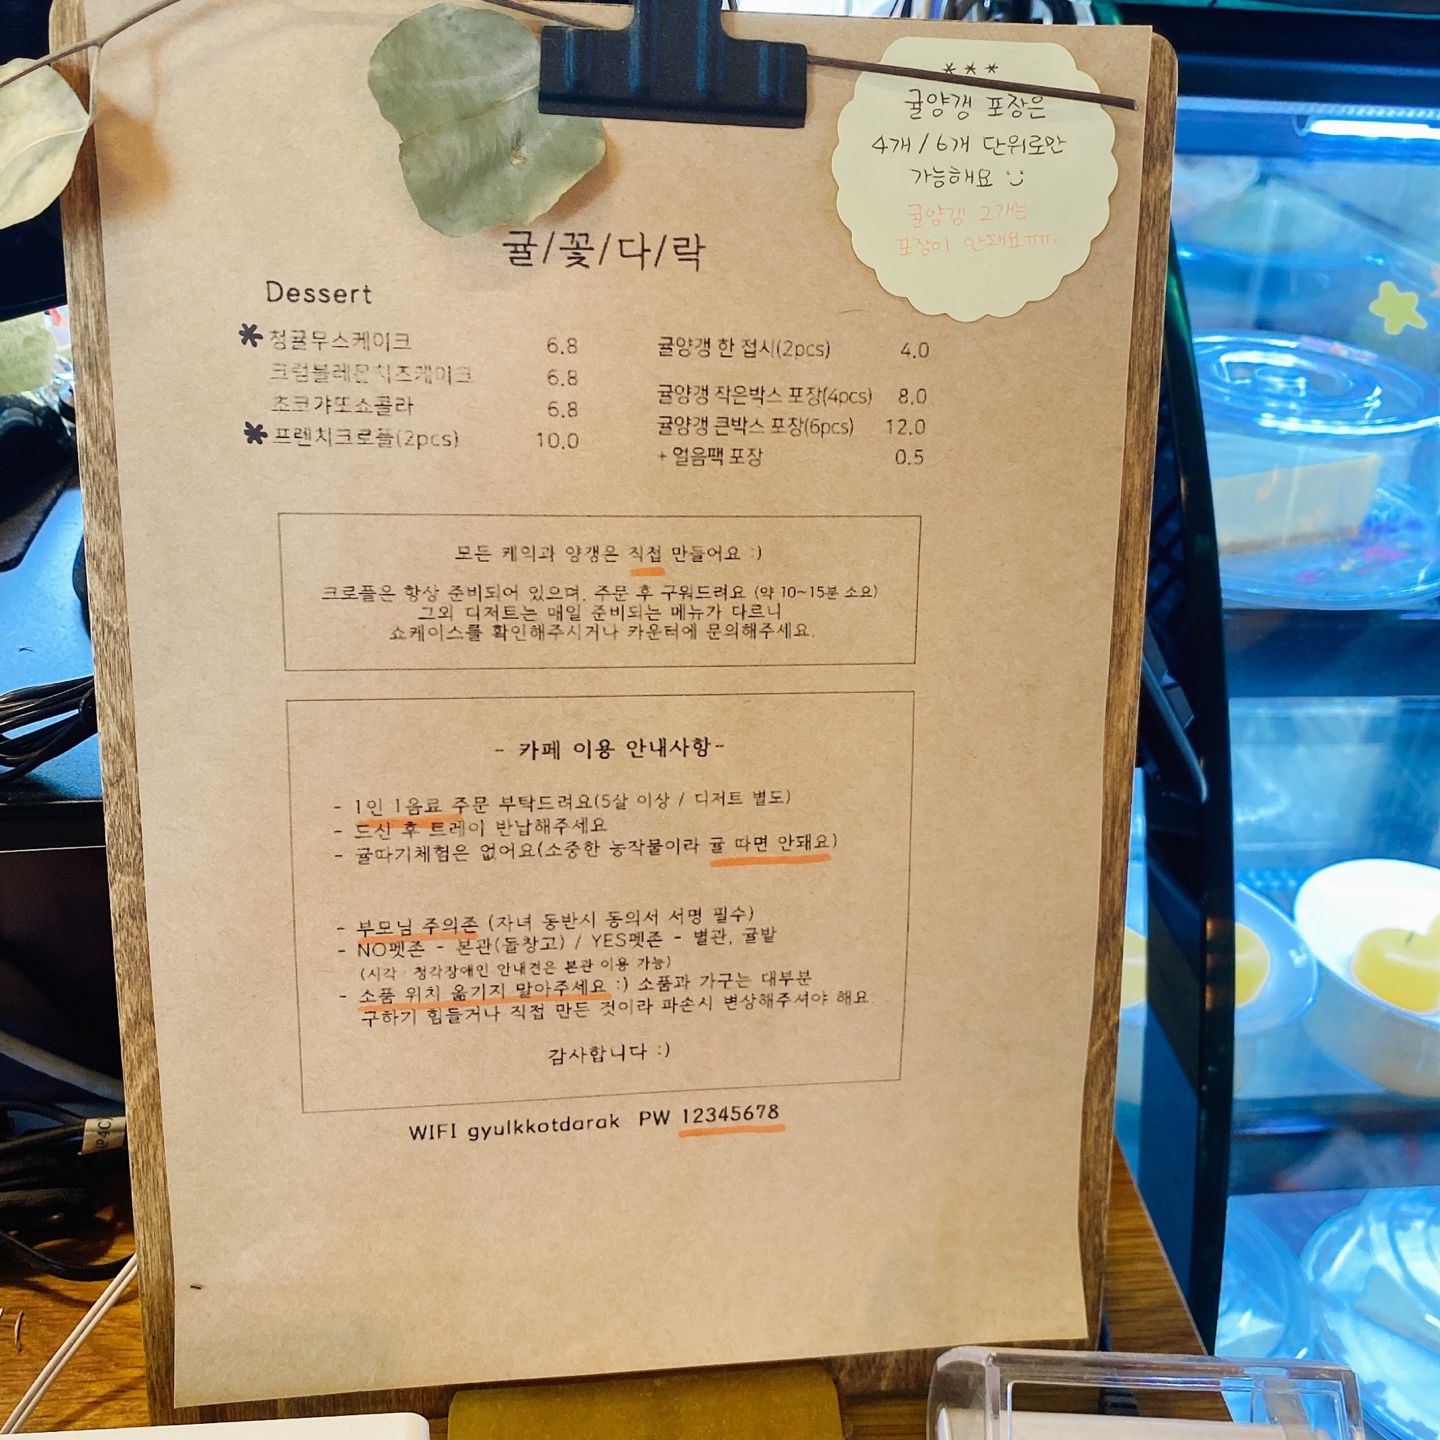 ***
귤양갱 포장은
4개 / 6개 단위로만
가능해요 :)
귤양갱 2개는
포장이 안돼요ㅠㅠ..
귤/꽃/다/락
Dessert
* 청귤무스케이크 6.8
크럼블레몬치즈케이크 6.8
쵸코갸또쇼콜라 6.8
* 프렌치크로플(2pcs) 10.0
귤양갱 한 접시(2pcs) 4.0
귤양갱 작은박스 포장(4pcs) 8.0
귤양갱 큰박스 포장(6pcs) 12.0
+ 얼음팩 포장 0.5
모든 케익과 양갱은 직접 만들어요 :)
크로플은 항상 준비되어 있으며, 주문 후 구워드려요 (약 10~15분 소요)
그외 디저트는 매일 준비되는 메뉴가 다르니
쇼케이스를 확인해주시거나 카운터에 문의해주세요.
- 카페 이용 안내사항-
- 1인 1음료 주문 부탁드려요(5살 이상 / 디저트 별도)
- 드신 후 트레이 반납해주세요
- 귤따기체험은 없어요(소중한 농작물이라 귤 따면 안돼요)
- 부모님 주의존 (자녀 동반시 동의서 서명 필수)
- NO펫존 - 본관(돌창고) / YES펫존 - 별관, 귤밭
(시각 · 청각장애인 안내견은 본관 이용 가능)
- 소품 위치 옮기지 말아주세요 :) 소품과 가구는 대부분
구하기 힘들거나 직접 만든 것이라 파손시 변상해주셔야 해요.
감사합니다 :)
WIFI gyulkkotdarak PW 12345678